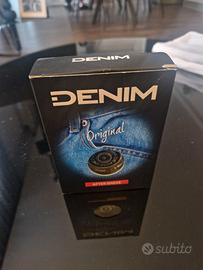 DENIM
Original
AFTER SHAVE
subito